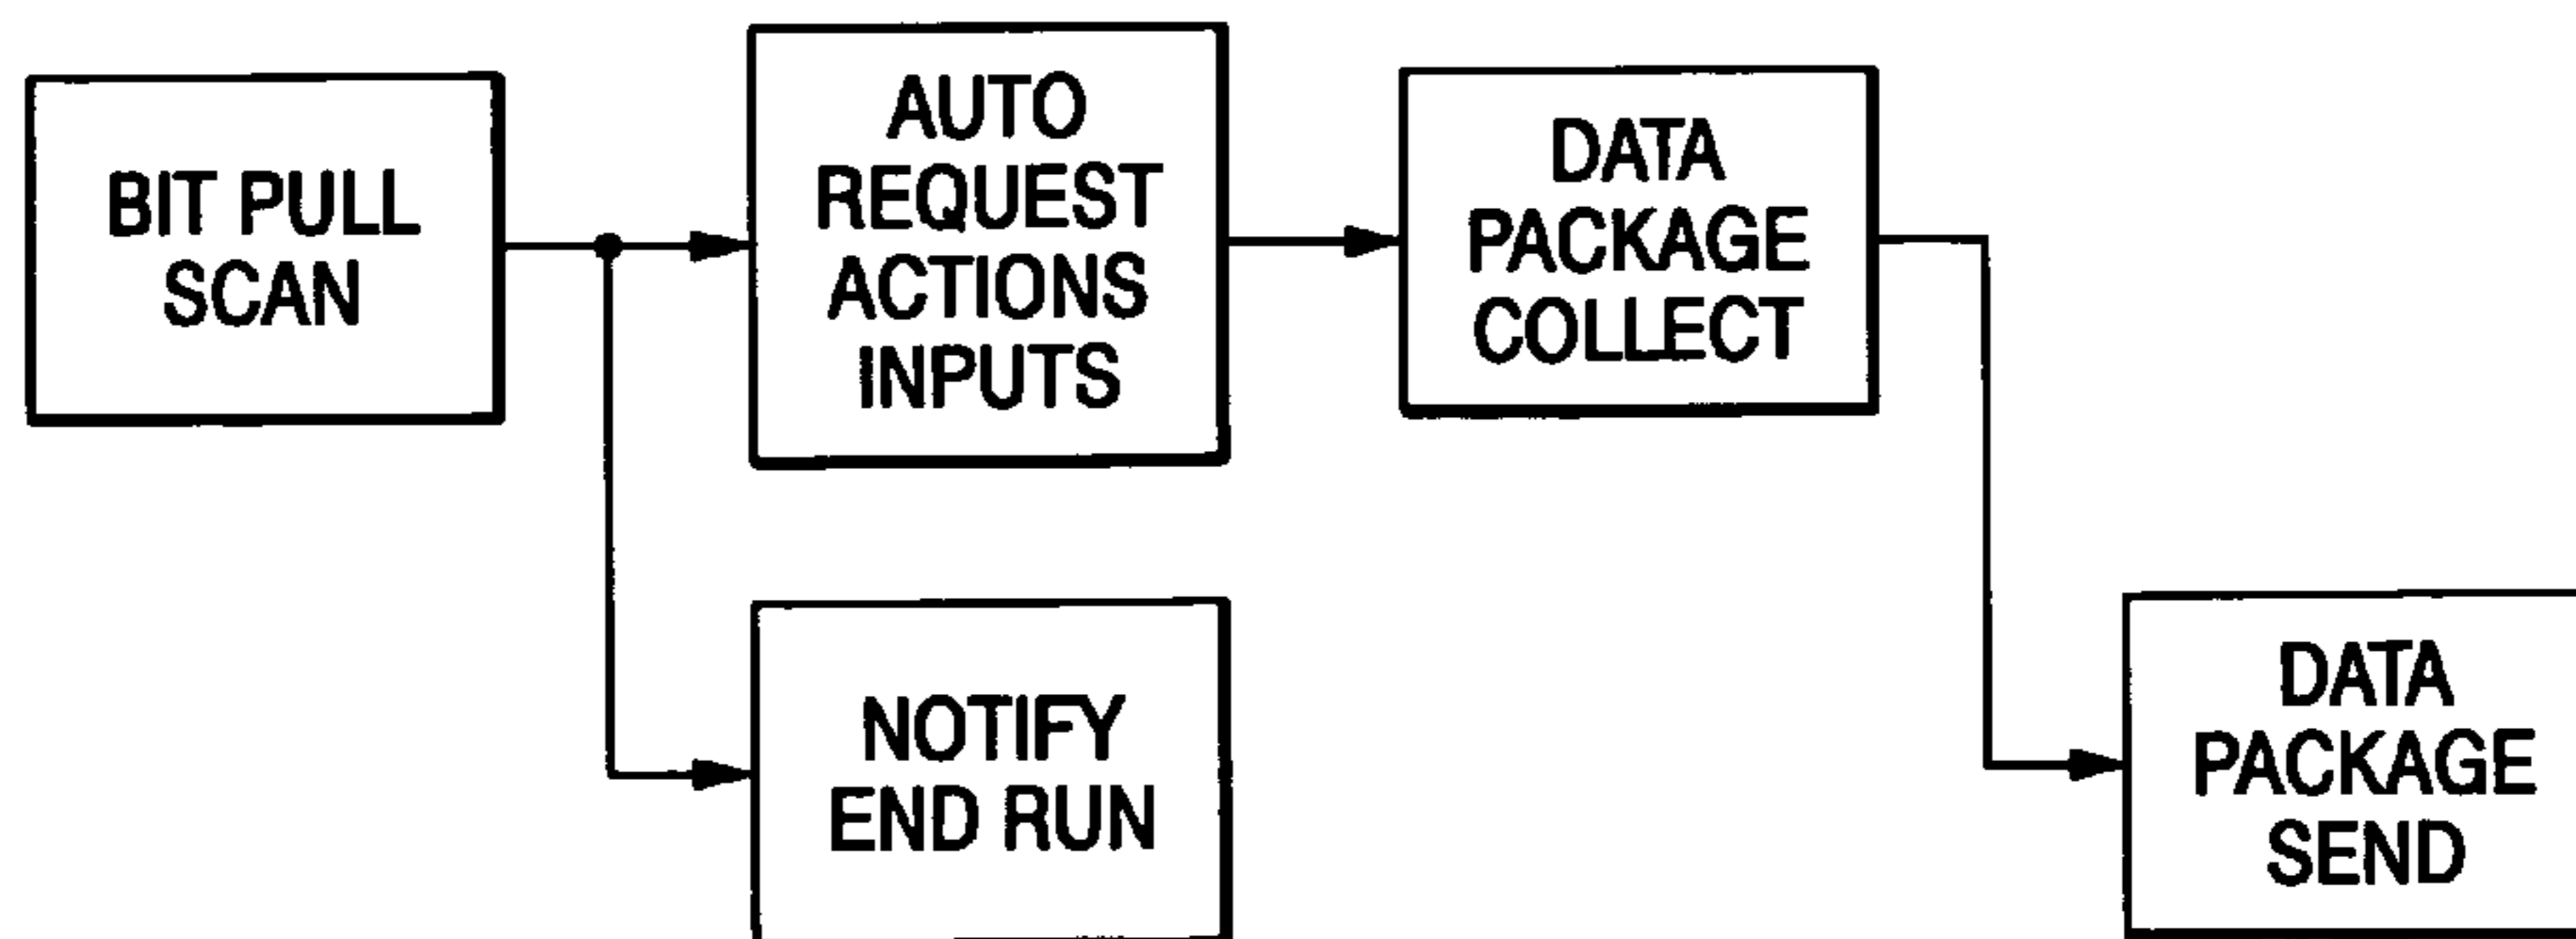 BIT PULL
SCAN
AUTO
REQUEST
ACTIONS
INPUTS
DATA
PACKAGE
COLLECT
NOTIFY
END RUN
DATA
PACKAGE
SEND